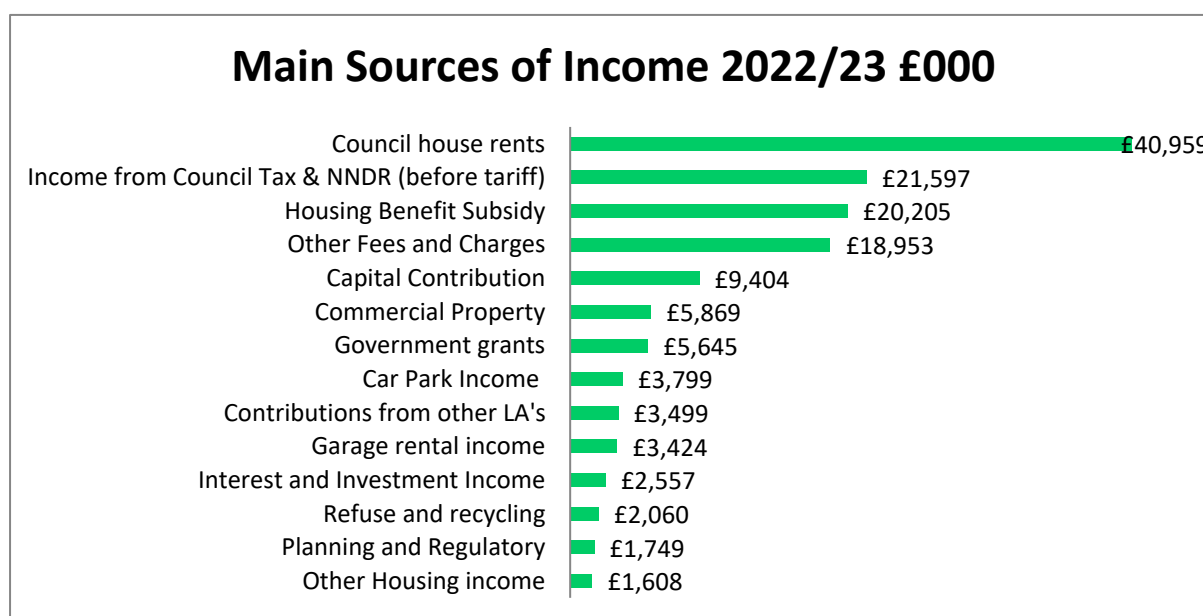 Main Sources of Income 2022/23 £000
Council house rents £40,959
Income from Council Tax & NNDR (before tariff) £21,597
Housing Benefit Subsidy £20,205
Other Fees and Charges £18,953
Capital Contribution £9,404
Commercial Property £5,869
Government grants £5,645
Car Park Income £3,799
Contributions from other LA's £3,499
Garage rental income £3,424
Interest and Investment Income £2,557
Refuse and recycling £2,060
Planning and Regulatory £1,749
Other Housing income £1,608